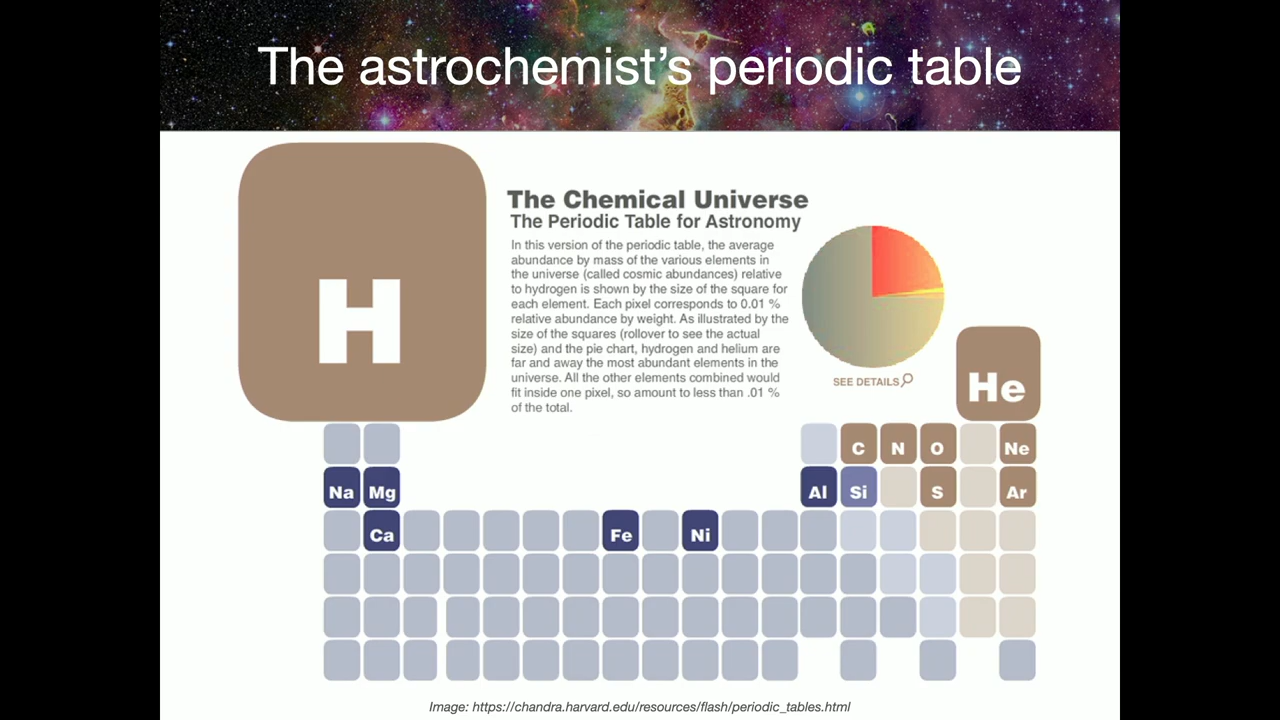 The astrochemist's periodic table
H
The Chemical Universe
The Periodic Table for Astronomy
In this version of the periodic table, the average
abundance by mass of the various elements in
the universe (called cosmic abundances) relative
to hydrogen is shown by the size of the square for
each element. Each pixel corresponds to 0.01 %
relative abundance by weight. As illustrated by the
size of the squares (rollover to see the actual
size) and the pie chart, hydrogen and helium are
far and away the most abundant elements in the
universe. All the other elements combined would
fit inside one pixel, so amount to less than .01 %
of the total.
SEE DETAILS
He
C N O Ne
Na Mg Al Si S Ar
Ca Fe Ni
Image: https://chandra.harvard.edu/resources/flash/periodic_tables.html